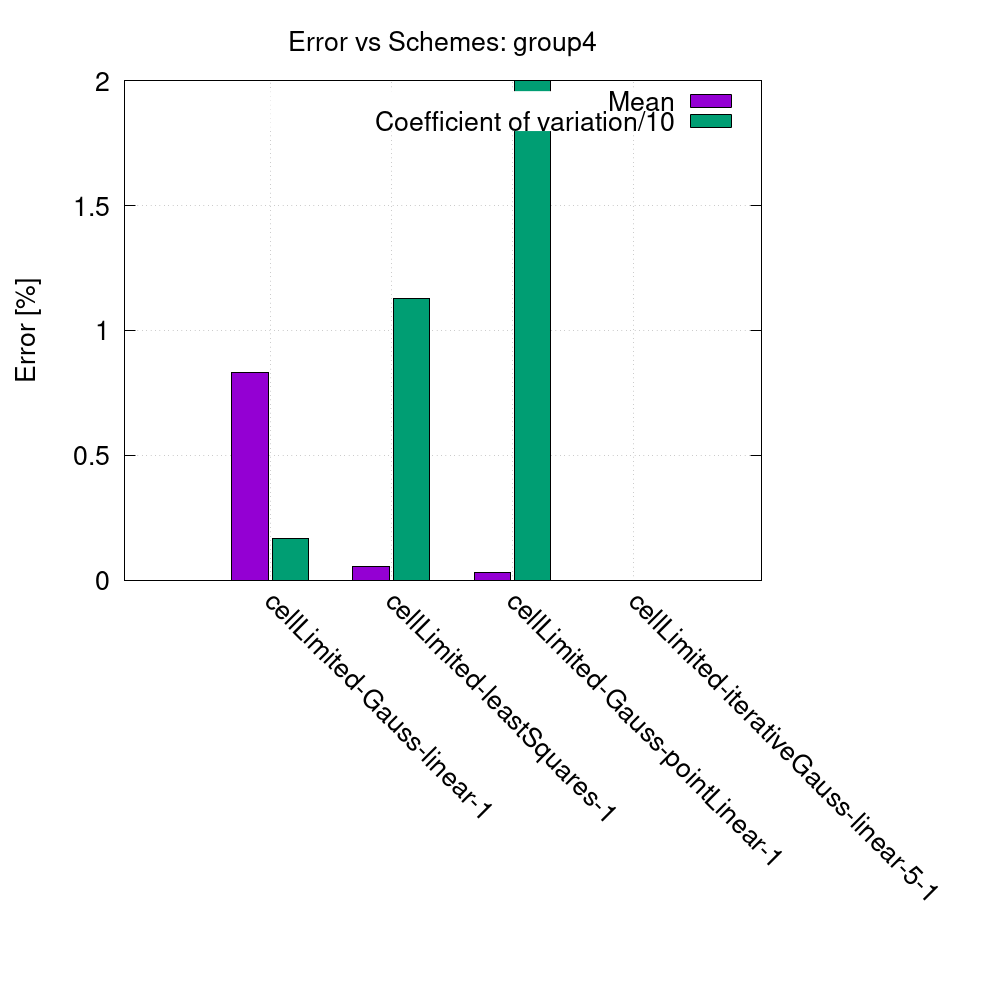 Error vs Schemes: group4
Mean
Coefficient of variation/10
2
1.5
1
0.5
0
Error [%]
cellLimited-Gauss-linear-1
cellLimited-leastSquares-1
cellLimited-Gauss-pointLinear-1
cellLimited-iterativeGauss-linear-5-1